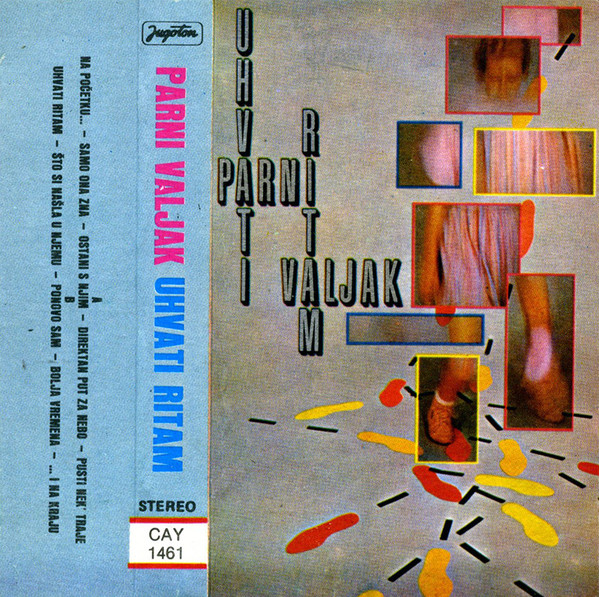 A
NA POČETKU... – SAMO ONA ZNA – OSTANI S NJIM – DIREKTAN PUT ZA NEBO – PUSTI NEK' TRAJE
B
UHVATI RITAM – ŠTO SI NAŠLA U NJEMU – PONOVO SAM – BOLJA VREMENA – ... I NA KRAJU
Jugoton
PARNI VALJAK UHVATI RITAM
STEREO
CAY
1461
UHVATI
RITAM
PARNI
VALJAK